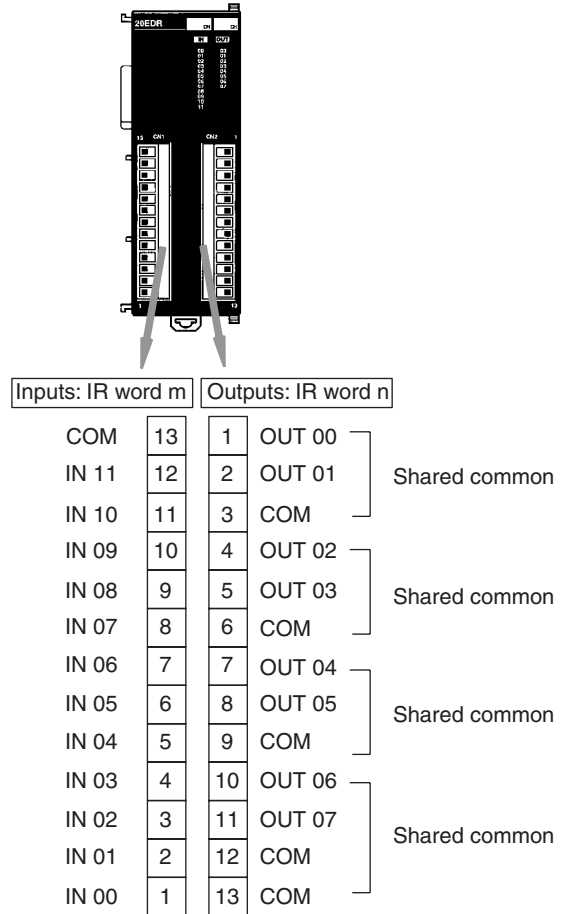 20EDR CH CH
IN OUT
00 00
01 01
02 02
03 03
04 04
05 05
06 06
07 07
08
09
10
11
13 CN1 CN2 1
1 13
Inputs: IR word m Outputs: IR word n
COM 13 1 OUT 00
IN 11 12 2 OUT 01 Shared common
IN 10 11 3 COM
IN 09 10 4 OUT 02
IN 08 9 5 OUT 03 Shared common
IN 07 8 6 COM
IN 06 7 7 OUT 04
IN 05 6 8 OUT 05 Shared common
IN 04 5 9 COM
IN 03 4 10 OUT 06
IN 02 3 11 OUT 07 Shared common
IN 01 2 12 COM
IN 00 1 13 COM